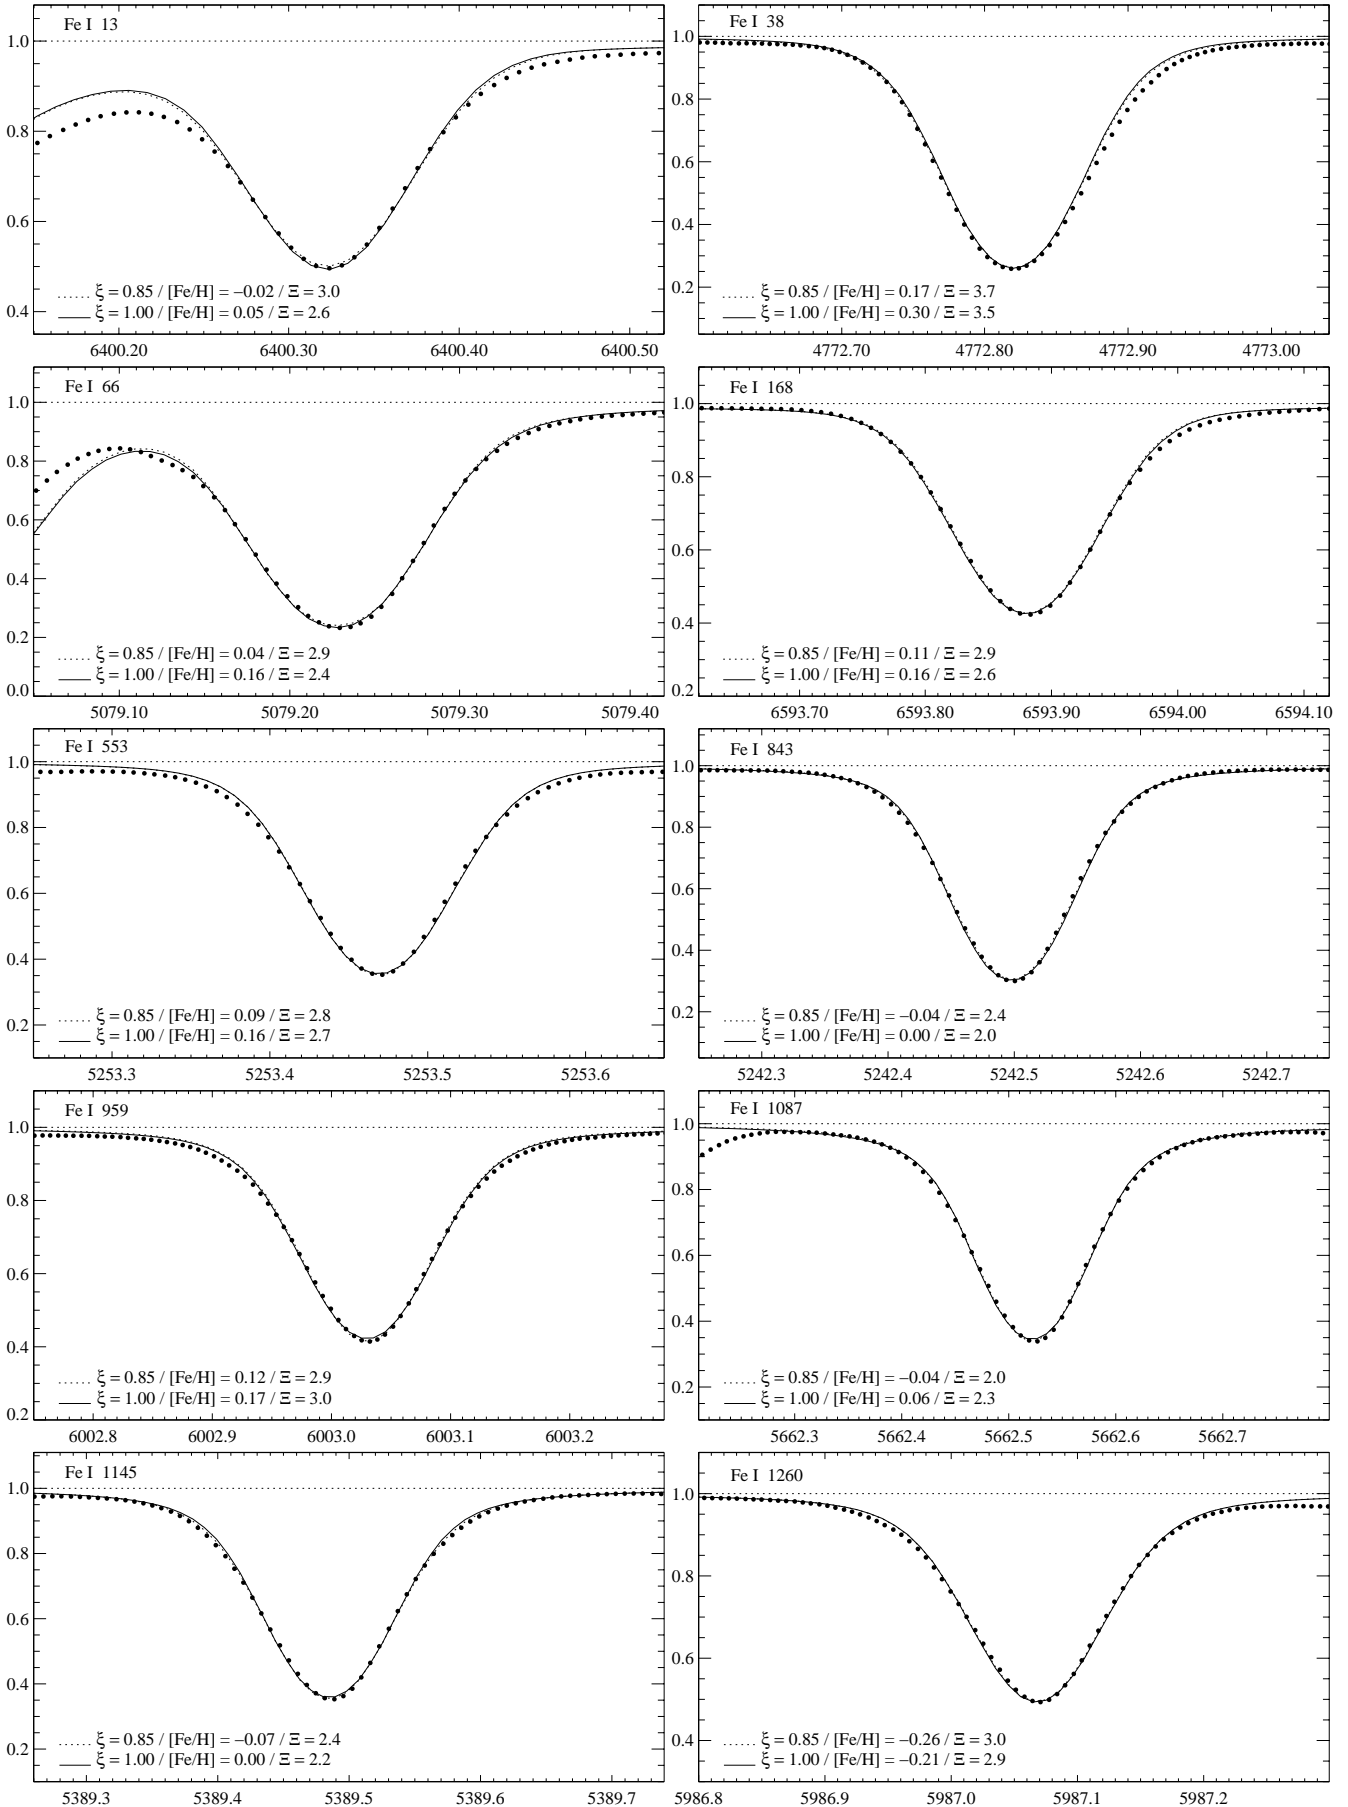 Fe I 13
1.0
0.8
0.6
0.4
ξ = 0.85 / [Fe/H] = −0.02 / Ξ = 3.0
ξ = 1.00 / [Fe/H] = 0.05 / Ξ = 2.6
6400.20 6400.30 6400.40 6400.50
Fe I 38
1.0
0.8
0.6
0.4
0.2
ξ = 0.85 / [Fe/H] = 0.17 / Ξ = 3.7
ξ = 1.00 / [Fe/H] = 0.30 / Ξ = 3.5
4772.70 4772.80 4772.90 4773.00
Fe I 66
1.0
0.8
0.6
0.4
0.2
0.0
ξ = 0.85 / [Fe/H] = 0.04 / Ξ = 2.9
ξ = 1.00 / [Fe/H] = 0.16 / Ξ = 2.4
5079.10 5079.20 5079.30 5079.40
Fe I 168
1.0
0.8
0.6
0.4
0.2
ξ = 0.85 / [Fe/H] = 0.11 / Ξ = 2.9
ξ = 1.00 / [Fe/H] = 0.16 / Ξ = 2.6
6593.70 6593.80 6593.90 6594.00 6594.10
Fe I 553
1.0
0.8
0.6
0.4
0.2
ξ = 0.85 / [Fe/H] = 0.09 / Ξ = 2.8
ξ = 1.00 / [Fe/H] = 0.16 / Ξ = 2.7
5253.3 5253.4 5253.5 5253.6
Fe I 843
1.0
0.8
0.6
0.4
0.2
ξ = 0.85 / [Fe/H] = −0.04 / Ξ = 2.4
ξ = 1.00 / [Fe/H] = 0.00 / Ξ = 2.0
5242.3 5242.4 5242.5 5242.6 5242.7
Fe I 959
1.0
0.8
0.6
0.4
0.2
ξ = 0.85 / [Fe/H] = 0.12 / Ξ = 2.9
ξ = 1.00 / [Fe/H] = 0.17 / Ξ = 3.0
6002.8 6002.9 6003.0 6003.1 6003.2
Fe I 1087
1.0
0.8
0.6
0.4
0.2
ξ = 0.85 / [Fe/H] = −0.04 / Ξ = 2.0
ξ = 1.00 / [Fe/H] = 0.06 / Ξ = 2.3
5662.3 5662.4 5662.5 5662.6 5662.7
Fe I 1145
1.0
0.8
0.6
0.4
0.2
ξ = 0.85 / [Fe/H] = −0.07 / Ξ = 2.4
ξ = 1.00 / [Fe/H] = 0.00 / Ξ = 2.2
5389.3 5389.4 5389.5 5389.6 5389.7
Fe I 1260
1.0
0.8
0.6
0.4
ξ = 0.85 / [Fe/H] = −0.26 / Ξ = 3.0
ξ = 1.00 / [Fe/H] = −0.21 / Ξ = 2.9
5986.8 5986.9 5987.0 5987.1 5987.2